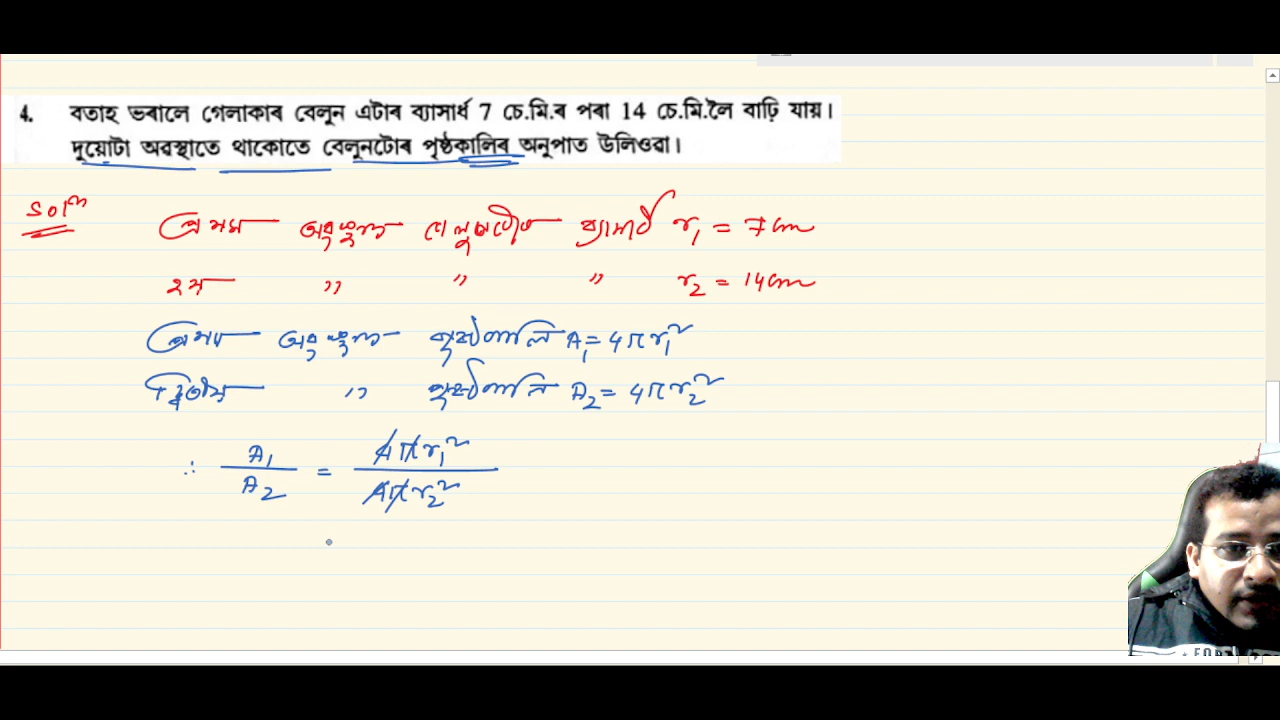 4. বতাহ ভৰালে গোলাকাৰ বেলুন এটাৰ ব্যাসাৰ্ধ 7 চে.মি.ৰ পৰা 14 চে.মি.লৈ বাঢ়ি যায়।
দুয়োটা অৱস্থাতে থাকোতে বেলুনটোৰ পৃষ্ঠকালিৰ অনুপাত উলিওৱা।
Soln
প্ৰথম অৱস্থাত বেলুনটোৰ ব্যাসাৰ্ধ r₁ = 7cm
২য় ,, ,, ,, r₂ = 14cm
প্ৰথম অৱস্থাত পৃষ্ঠকালি A₁ = 4πr₁²
দ্বিতীয় ,, পৃষ্ঠকালি A₂ = 4πr₂²
∴ A₁/A₂ = 4πr₁²/4πr₂²